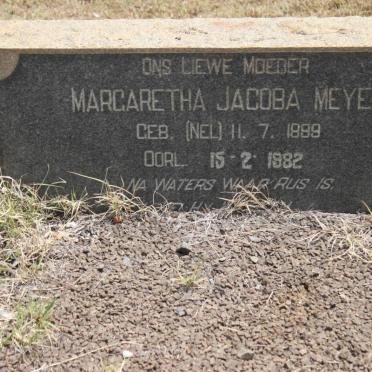 ONS LIEWE MOEDER
MARGARETHA JACOBA MEYE
GEB. (NEL) 11. 7. 1899
OORL. 15-2-1982
NA WATERS WAAR RUS IS.